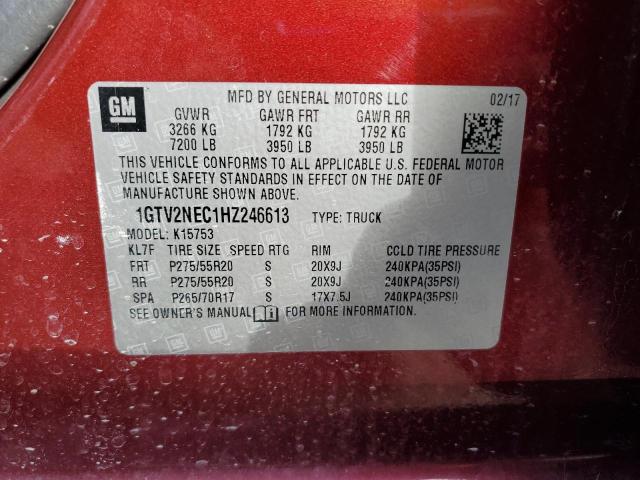 GM
MFD BY GENERAL MOTORS LLC 02/17
GVWR GAWR FRT GAWR RR
3266 KG 1792 KG 1792 KG
7200 LB 3950 LB 3950 LB
THIS VEHICLE CONFORMS TO ALL APPLICABLE U.S. FEDERAL MOTOR
VEHICLE SAFETY STANDARDS IN EFFECT ON THE DATE OF
MANUFACTURE SHOWN ABOVE.
1GTV2NEC1HZ246613 TYPE: TRUCK
MODEL: K15753
KL7F TIRE SIZE SPEED RTG RIM COLD TIRE PRESSURE
FRT P275/55R20 S 20X9J 240KPA(35PSI)
RR P275/55R20 S 20X9J 240KPA(35PSI)
SPA P265/70R17 S 17X7.5J 240KPA(35PSI)
SEE OWNER'S MANUAL FOR MORE INFORMATION.